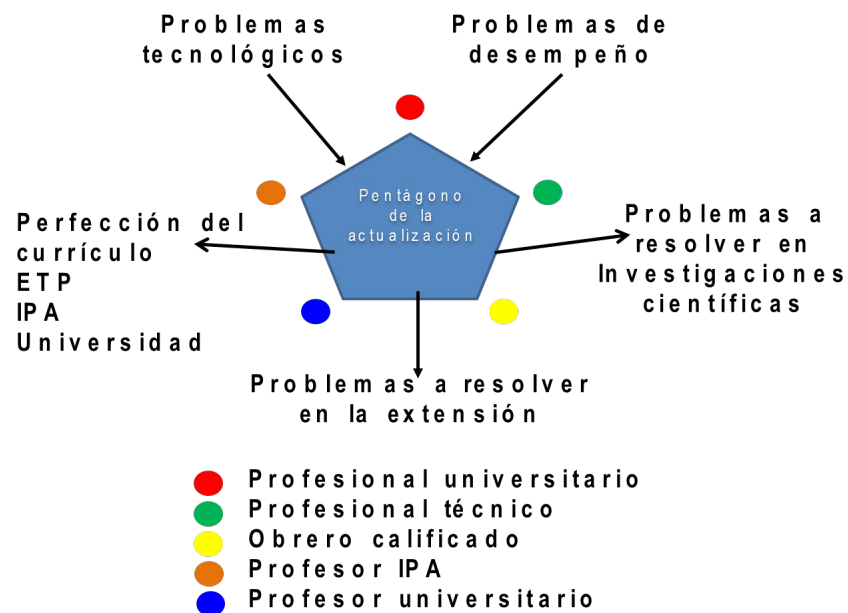 Problemas
tecnológicos
Problemas de
desempeño
Pentágono
de la
actualización
Perfección del
currículo
ETP
IPA
Universidad
Problemas a
resolver en
Investigaciones
científicas
Problemas a resolver
en la extensión
Profesional universitario
Profesional técnico
Obrero calificado
Profesor IPA
Profesor universitario